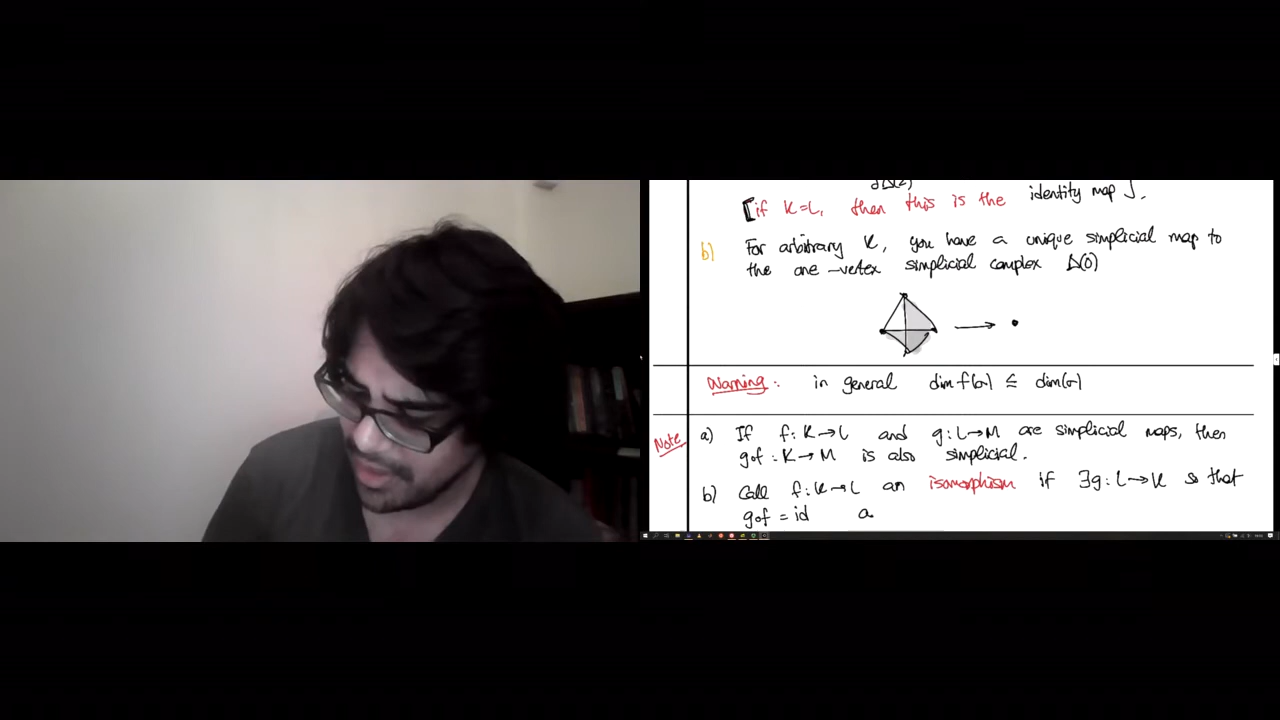 ∂Δ(2)
[if K=L, then this is the identity map].
b) For arbitrary K, you have a unique simplicial map to
the one-vertex simplicial complex Δ(0)
Warning: in general dim f(σ) ≤ dim(σ)
Note a) If f: K→L and g: L→M are simplicial maps, then
g∘f: K→M is also simplicial.
b) Call f: K→L an isomorphism if ∃g: L→K so that
g∘f = id a